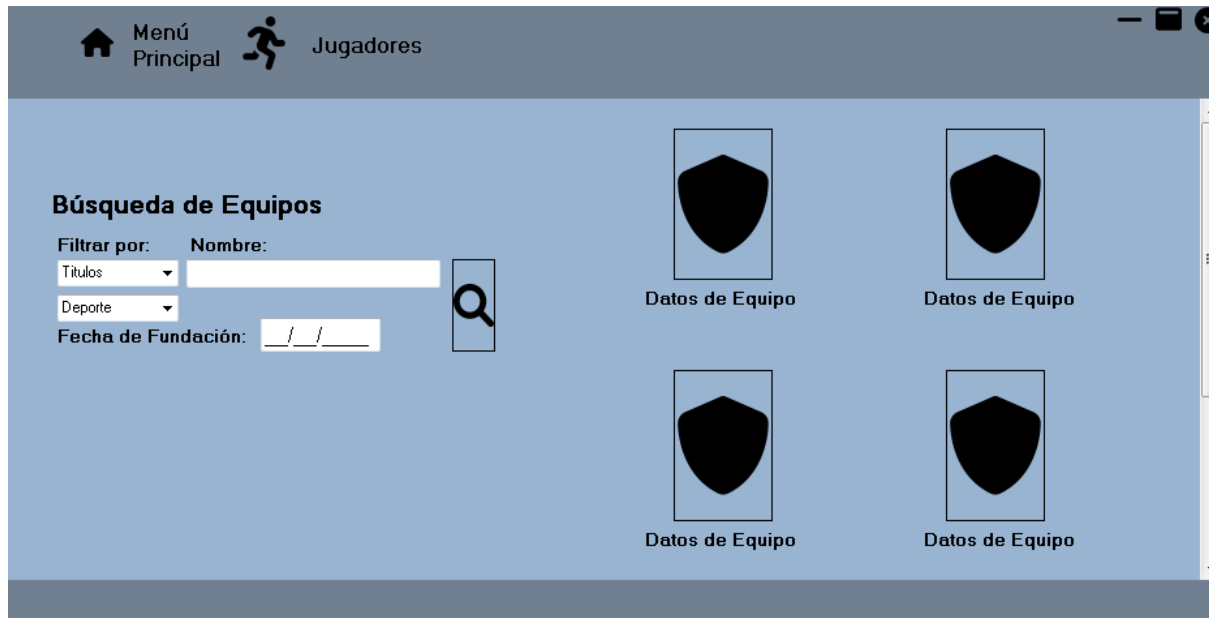 Menú
Principal
Jugadores
Búsqueda de Equipos
Filtrar por: Nombre:
Titulos
Deporte
Fecha de Fundación: __/__/____
Datos de Equipo
Datos de Equipo
Datos de Equipo
Datos de Equipo